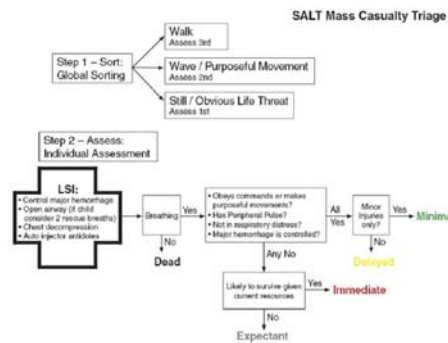 SALT Mass Casualty Triage
Walk
Assess 3rd
Step 1 – Sort:
Global Sorting
Wave / Purposeful Movement
Assess 2nd
Still / Obvious Life Threat
Assess 1st
Step 2 – Assess:
Individual Assessment
LSI:
• Control major hemorrhage
• Open airway (if child
consider 2 rescue breaths)
• Chest decompression
• Auto injector antidotes
Breathing
Yes
No
Dead
• Obeys commands or makes
purposeful movements?
• Has Peripheral Pulse?
• Not in respiratory distress?
• Major hemorrhage is controlled?
All
Yes
Minor
Injuries
only?
Yes
Minima
No
Delayed
Any No
Likely to survive given
current resources
Yes
Immediate
No
Expectant